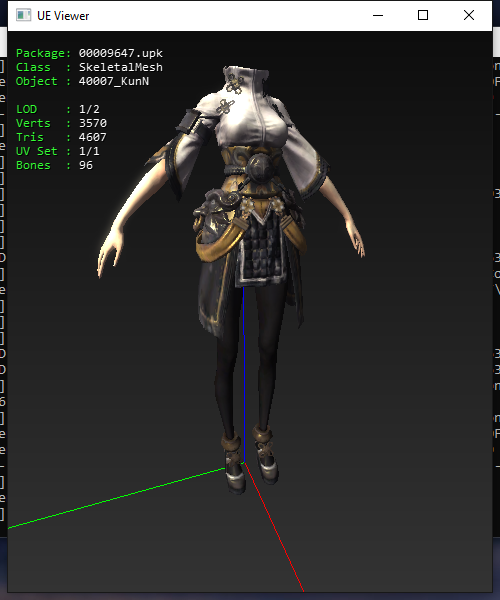 UE Viewer
Package: 00009647.upk
Class : SkeletalMesh
Object : 40007_KunN
LOD : 1/2
Verts : 3570
Tris : 4607
UV Set : 1/1
Bones : 96